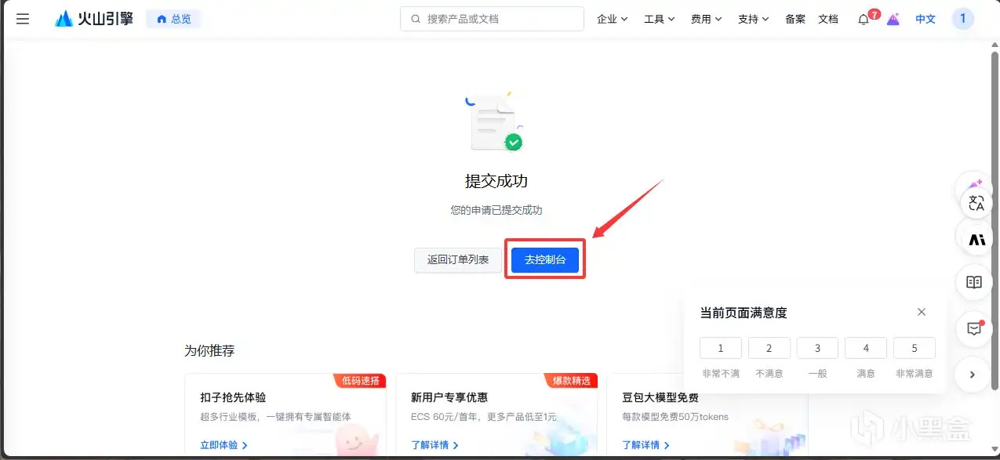 火山引擎
总览
搜索产品或文档
企业
工具
费用
支持
备案
文档
7
中文
1
提交成功
您的申请已提交成功
返回订单列表
去控制台
当前页面满意度
1
2
3
4
5
非常不满
不满意
一般
满意
非常满意
为你推荐
低码速搭
扣子抢先体验
超多行业模板，一键拥有专属智能体
立即体验
爆款精选
新用户专享优惠
ECS 60元/首年，更多产品低至1元
了解详情
豆包大模型免费
每款模型免费50万tokens
了解详情
小黑盒